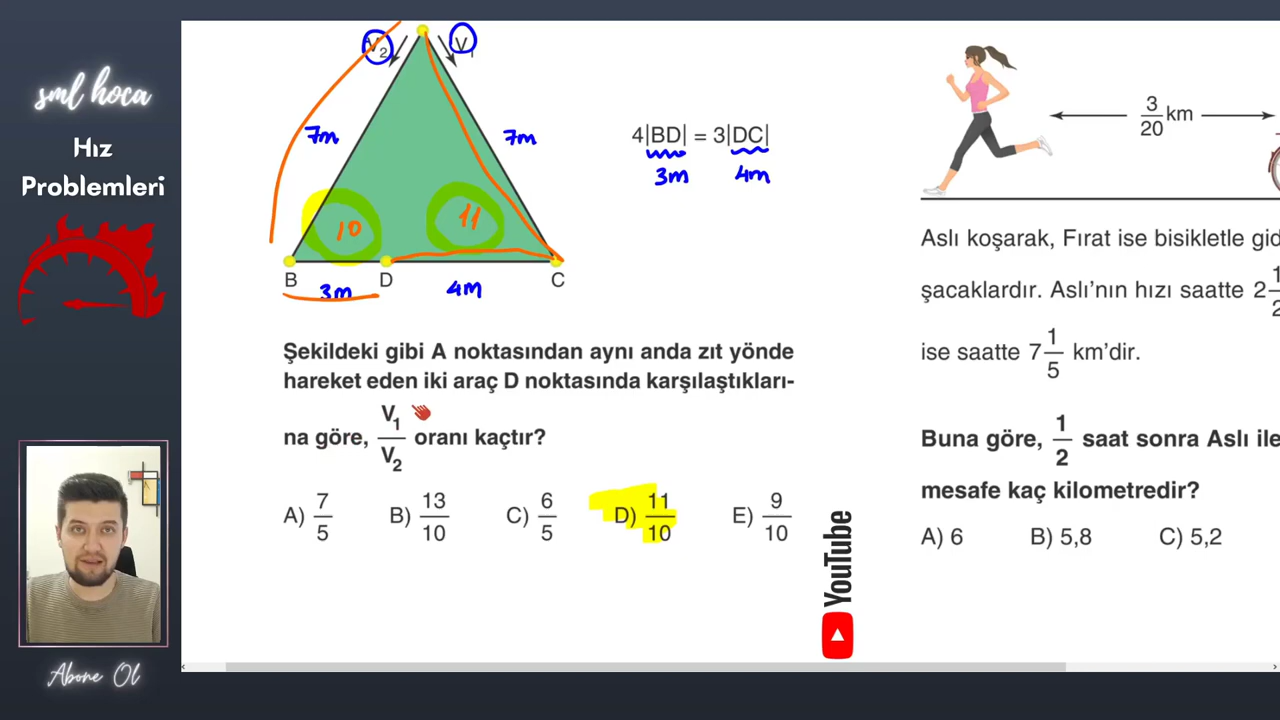 sml hoca
Hız
Problemleri
Abone Ol
V2
V1
7m
7m
10
11
B
D
C
3m
4m
4|BD| = 3|DC|
3m
4m
Şekildeki gibi A noktasından aynı anda zıt yönde
hareket eden iki araç D noktasında karşılaştıkları-
na göre, V1/V2 oranı kaçtır?
A) 7/5 B) 13/10 C) 6/5 D) 11/10 E) 9/10
YouTube
3/20 km
Aslı koşarak, Fırat ise bisikletle gid
şacaklardır. Aslı'nın hızı saatte 2 1/2
ise saatte 7 1/5 km'dir.
Buna göre, 1/2 saat sonra Aslı ile
mesafe kaç kilometredir?
A) 6 B) 5,8 C) 5,2